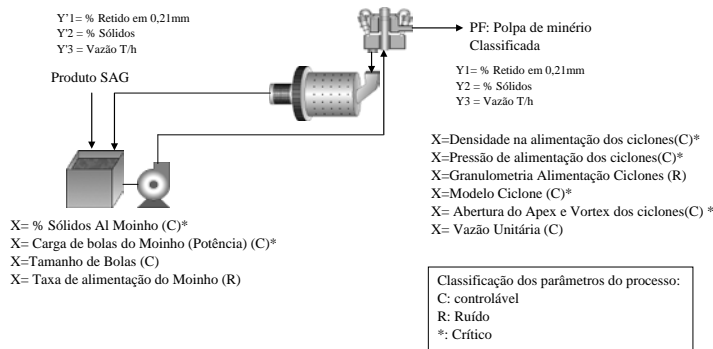 Y'1= % Retido em 0,21mm
Y'2 = % Sólidos
Y'3 = Vazão T/h
Produto SAG
PF: Polpa de minério
Classificada
Y1= % Retido em 0,21mm
Y2 = % Sólidos
Y3 = Vazão T/h
X=Densidade na alimentação dos ciclones(C)*
X=Pressão de alimentação dos ciclones(C)*
X=Granulometria Alimentação Ciclones (R)
X=Modelo Ciclone (C)*
X= Abertura do Apex e Vortex dos ciclones(C) *
X= Vazão Unitária (C)
X= % Sólidos Al Moinho (C)*
X= Carga de bolas do Moinho (Potência) (C)*
X=Tamanho de Bolas (C)
X= Taxa de alimentação do Moinho (R)
Classificação dos parâmetros do processo:
C: controlável
R: Ruído
*: Crítico